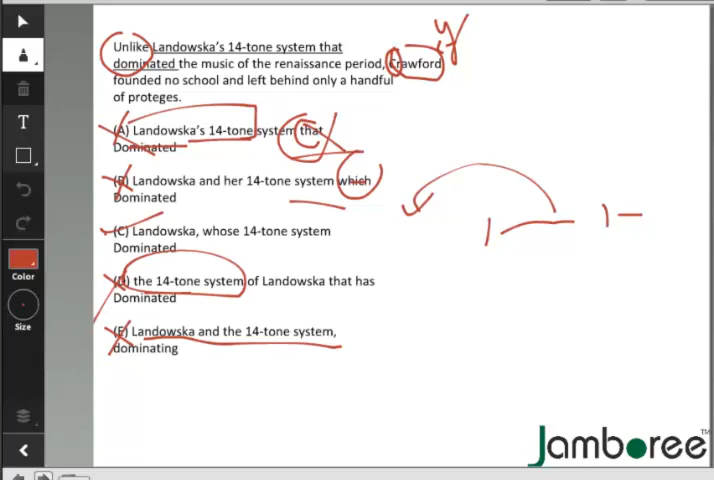 Unlike Landowska's 14-tone system that
dominated the music of the renaissance period, Crawford
founded no school and left behind only a handful
of proteges.
(A) Landowska's 14-tone system that
Dominated
(B) Landowska and her 14-tone system which
Dominated
(C) Landowska, whose 14-tone system
Dominated
(D) the 14-tone system of Landowska that has
Dominated
(E) Landowska and the 14-tone system,
dominating
T
Color
Size
Jamboree™